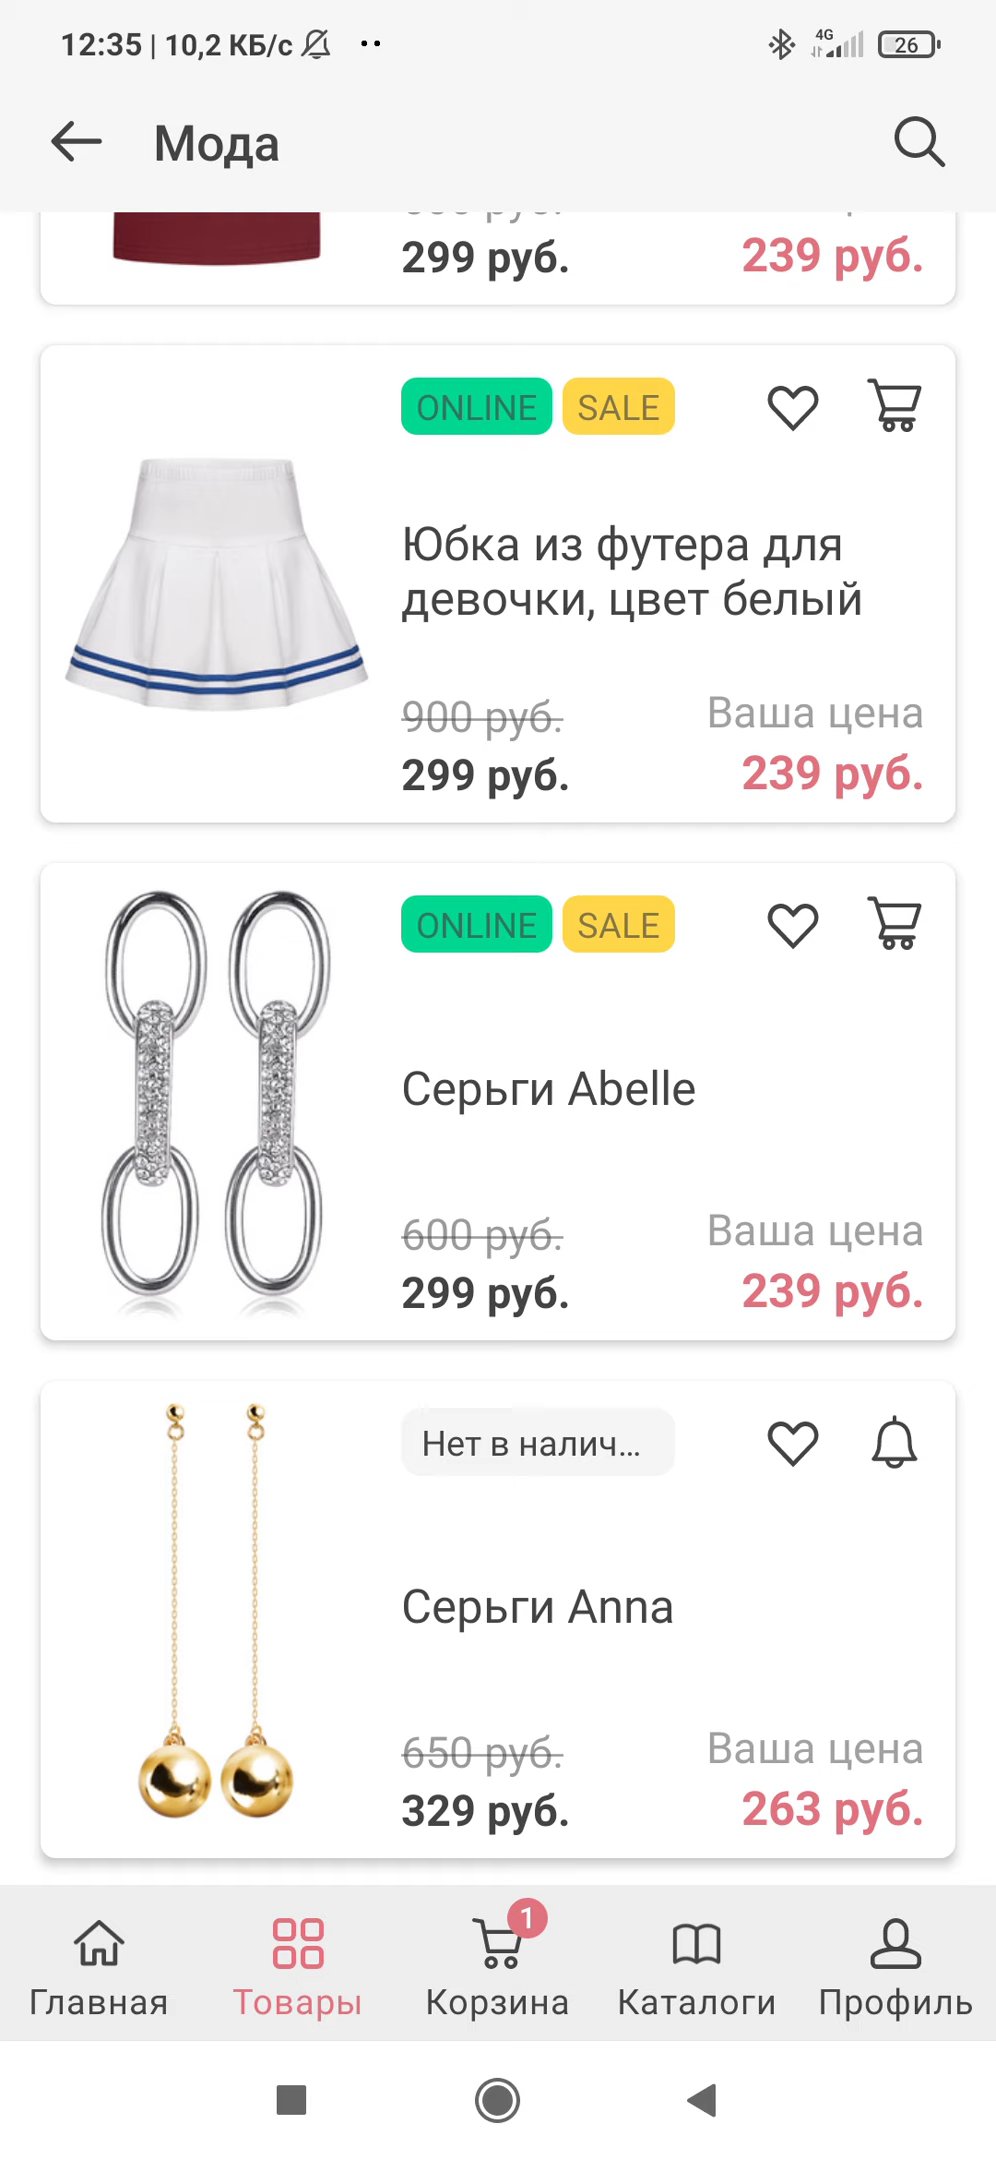 12:35 | 10,2 КБ/с
4G
26
Мода
299 руб.
239 руб.
ONLINE SALE
Юбка из футера для
девочки, цвет белый
900 руб.
Ваша цена
299 руб.
239 руб.
ONLINE SALE
Серьги Abelle
600 руб.
Ваша цена
299 руб.
239 руб.
Нет в налич...
Серьги Anna
650 руб.
Ваша цена
329 руб.
263 руб.
1
Главная Товары Корзина Каталоги Профиль